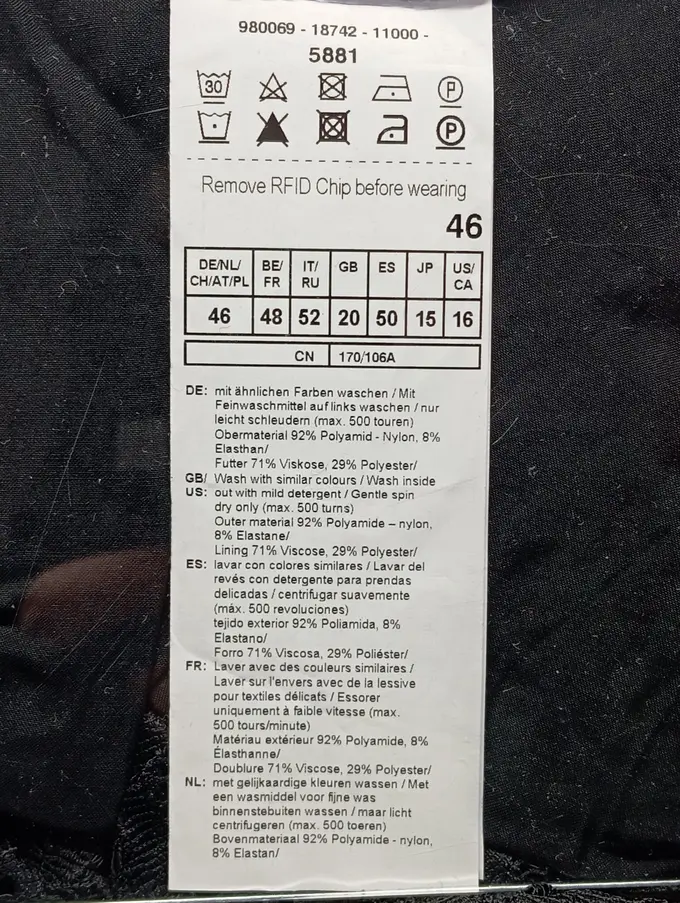 980069 - 18742 - 11000 -
5881
30
P
P
Remove RFID Chip before wearing
46
DE/NL/ CH/AT/PL BE/ FR IT/ RU GB ES JP US/ CA
46 48 52 20 50 15 16
CN 170/106A
DE: mit ähnlichen Farben waschen / Mit
Feinwaschmittel auf links waschen / nur
leicht schleudern (max. 500 touren)
Obermaterial 92% Polyamid - Nylon, 8%
Elasthan/
Futter 71% Viskose, 29% Polyester/
GB/ Wash with similar colours / Wash inside
US: out with mild detergent / Gentle spin
dry only (max. 500 turns)
Outer material 92% Polyamide – nylon,
8% Elastane/
Lining 71% Viscose, 29% Polyester/
ES: lavar con colores similares / Lavar del
revés con detergente para prendas
delicadas / centrifugar suavemente
(máx. 500 revoluciones)
tejido exterior 92% Poliamida, 8%
Elastano/
Forro 71% Viscosa, 29% Poliéster/
FR: Laver avec des couleurs similaires /
Laver sur l'envers avec de la lessive
pour textiles délicats / Essorer
uniquement à faible vitesse (max.
500 tours/minute)
Matériau extérieur 92% Polyamide, 8%
Élasthanne/
Doublure 71% Viscose, 29% Polyester/
NL: met gelijkaardige kleuren wassen / Met
een wasmiddel voor fijne was
binnenstebuiten wassen / maar licht
centrifugeren (max. 500 toeren)
Bovenmateriaal 92% Polyamide - nylon,
8% Elastan/